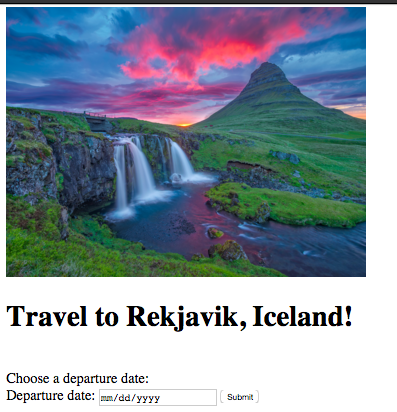 Travel to Rekjavik, Iceland!
Choose a departure date:
Departure date: mm/dd/yyyy Submit